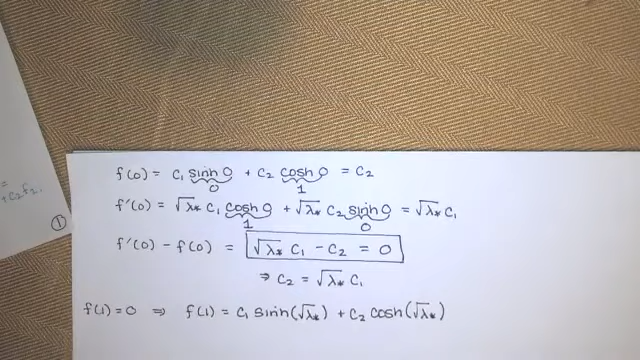 =
+c₂f₂.
①
f(0) = c₁ sinh 0 + c₂ cosh 0 = c₂
0 1
f'(0) = √λ* c₁ cosh 0 + √λ* c₂ sinh 0 = √λ* c₁
1 0
f'(0) - f(0) = √λ* c₁ - c₂ = 0
⇒ c₂ = √λ* c₁
f(1) = 0 ⇒ f(1) = c₁ sinh(√λ*) + c₂ cosh(√λ*)